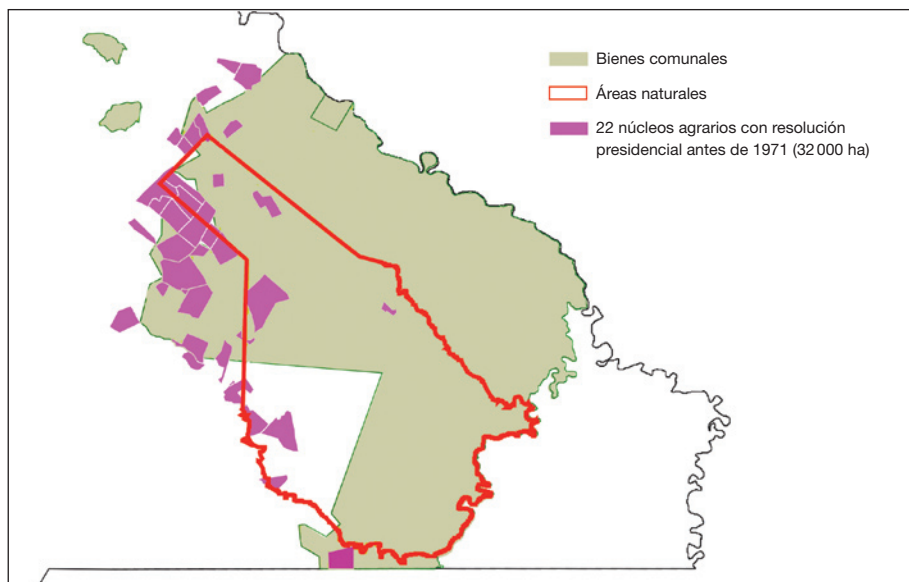 Bienes comunales
Áreas naturales
22 núcleos agrarios con resolución
presidencial antes de 1971 (32 000 ha)